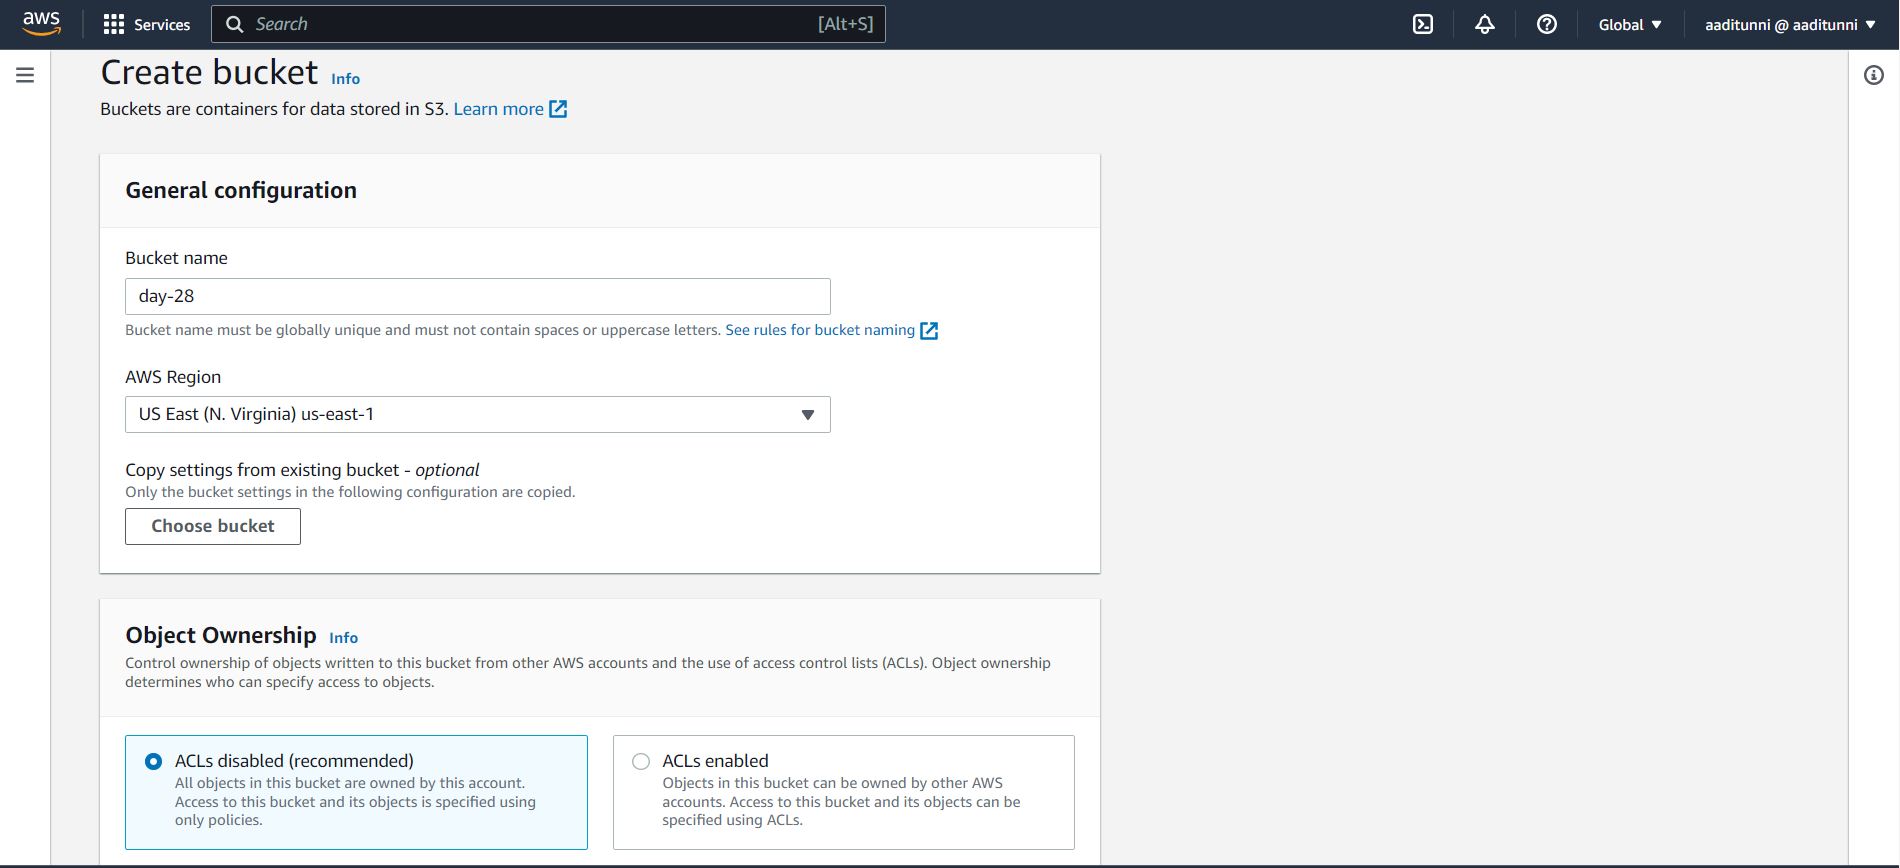 aws Services Search [Alt+S] Global aaditunni @ aaditunni
Create bucket Info
Buckets are containers for data stored in S3. Learn more
General configuration
Bucket name
day-28
Bucket name must be globally unique and must not contain spaces or uppercase letters. See rules for bucket naming
AWS Region
US East (N. Virginia) us-east-1
Copy settings from existing bucket - optional
Only the bucket settings in the following configuration are copied.
Choose bucket
Object Ownership Info
Control ownership of objects written to this bucket from other AWS accounts and the use of access control lists (ACLs). Object ownership
determines who can specify access to objects.
ACLs disabled (recommended)
All objects in this bucket are owned by this account.
Access to this bucket and its objects is specified using
only policies.
ACLs enabled
Objects in this bucket can be owned by other AWS
accounts. Access to this bucket and its objects can be
specified using ACLs.